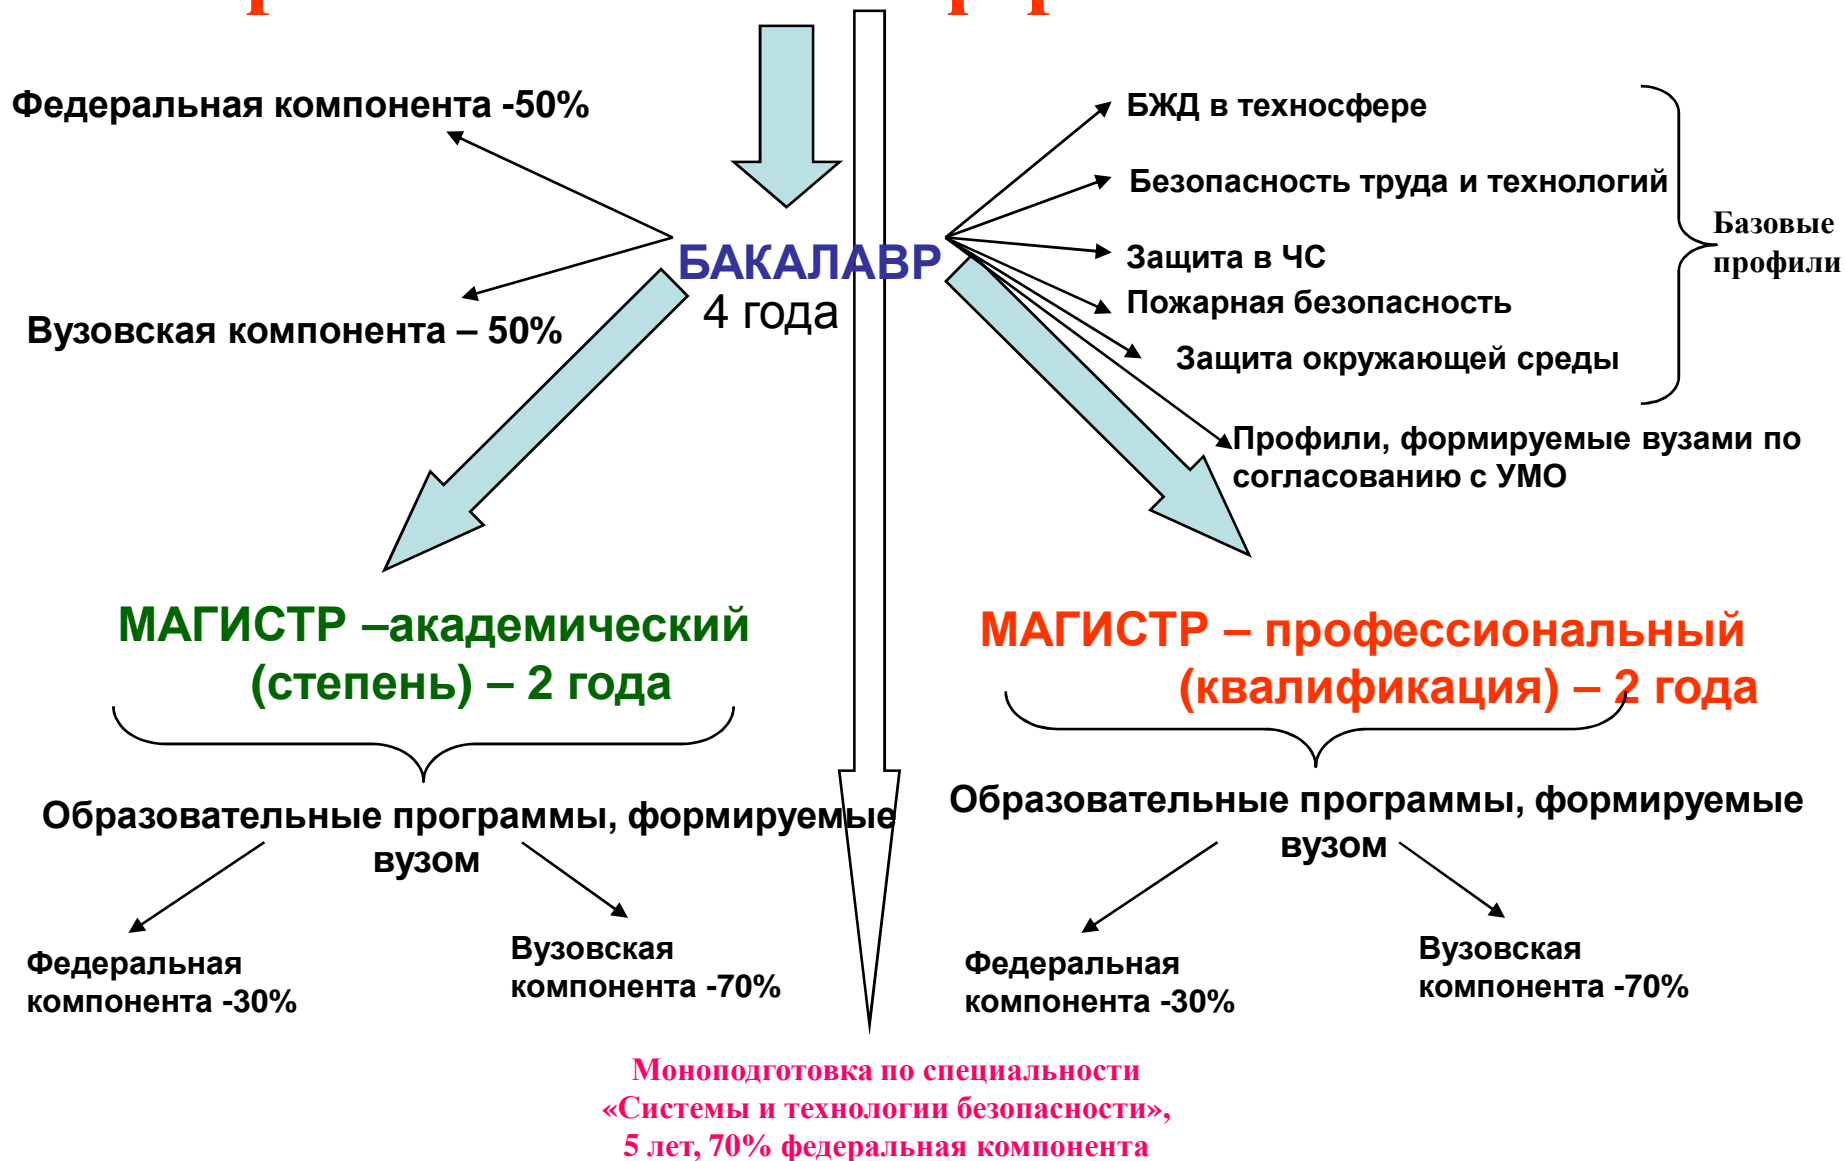 Федеральная компонента -50%
Вузовская компонента – 50%
БАКАЛАВР
4 года
БЖД в техносфере
Безопасность труда и технологий
Защита в ЧС
Пожарная безопасность
Защита окружающей среды
Базовые
профили
Профили, формируемые вузами по
согласованию с УМО
МАГИСТР –академический
(степень) – 2 года
Образовательные программы, формируемые
вузом
Федеральная
компонента -30%
Вузовская
компонента -70%
МАГИСТР – профессиональный
(квалификация) – 2 года
Образовательные программы, формируемые
вузом
Федеральная
компонента -30%
Вузовская
компонента -70%
Моноподготовка по специальности
«Системы и технологии безопасности»,
5 лет, 70% федеральная компонента